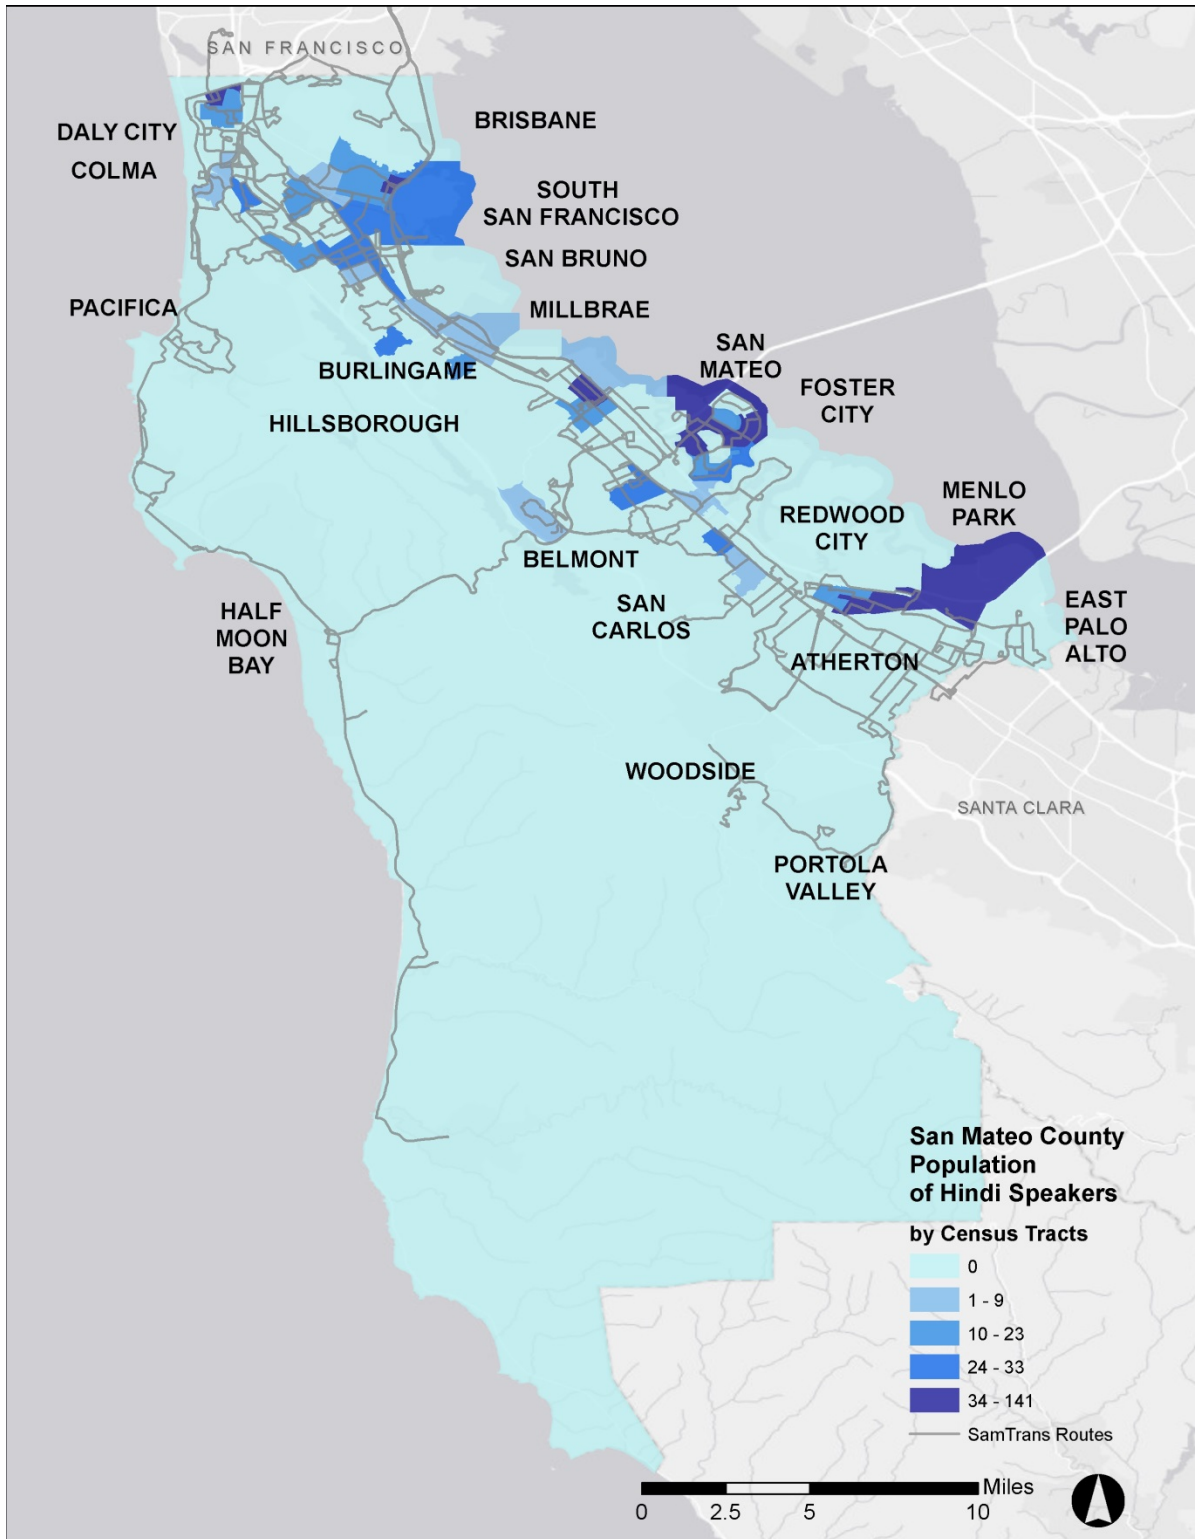 SAN FRANCISCO
BRISBANE
DALY CITY
COLMA
SOUTH
SAN FRANCISCO
SAN BRUNO
PACIFICA
MILLBRAE
SAN
MATEO
BURLINGAME
FOSTER
CITY
HILLSBOROUGH
MENLO
PARK
REDWOOD
CITY
BELMONT
HALF
MOON
BAY
SAN
CARLOS
EAST
PALO
ALTO
ATHERTON
WOODSIDE
SANTA CLARA
PORTOLA
VALLEY
San Mateo County
Population
of Hindi Speakers
by Census Tracts
0
1 - 9
10 - 23
24 - 33
34 - 141
SamTrans Routes
Miles
0 2.5 5 10